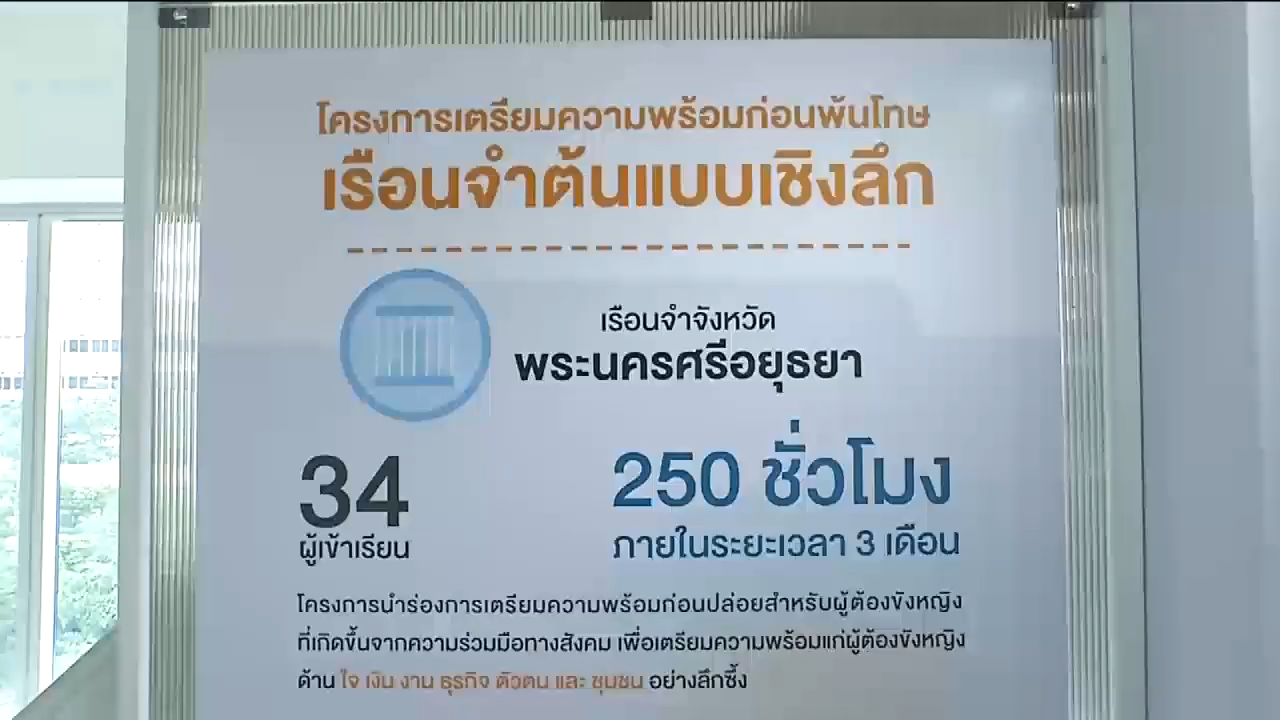 โครงการเตรียมความพร้อมก่อนพ้นโทษ
เรือนจำต้นแบบเชิงลึก
เรือนจำจังหวัด
พระนครศรีอยุธยา
34
ผู้เข้าเรียน
250 ชั่วโมง
ภายในระยะเวลา 3 เดือน
โครงการนำร่องการเตรียมความพร้อมก่อนปล่อยสำหรับผู้ต้องขังหญิง
ที่เกิดขึ้นจากความร่วมมือทางสังคม เพื่อเตรียมความพร้อมแก่ผู้ต้องขังหญิง
ด้าน ใจ เงิน งาน ธุรกิจ ตัวตน และ ชุมชน อย่างลึกซึ้ง